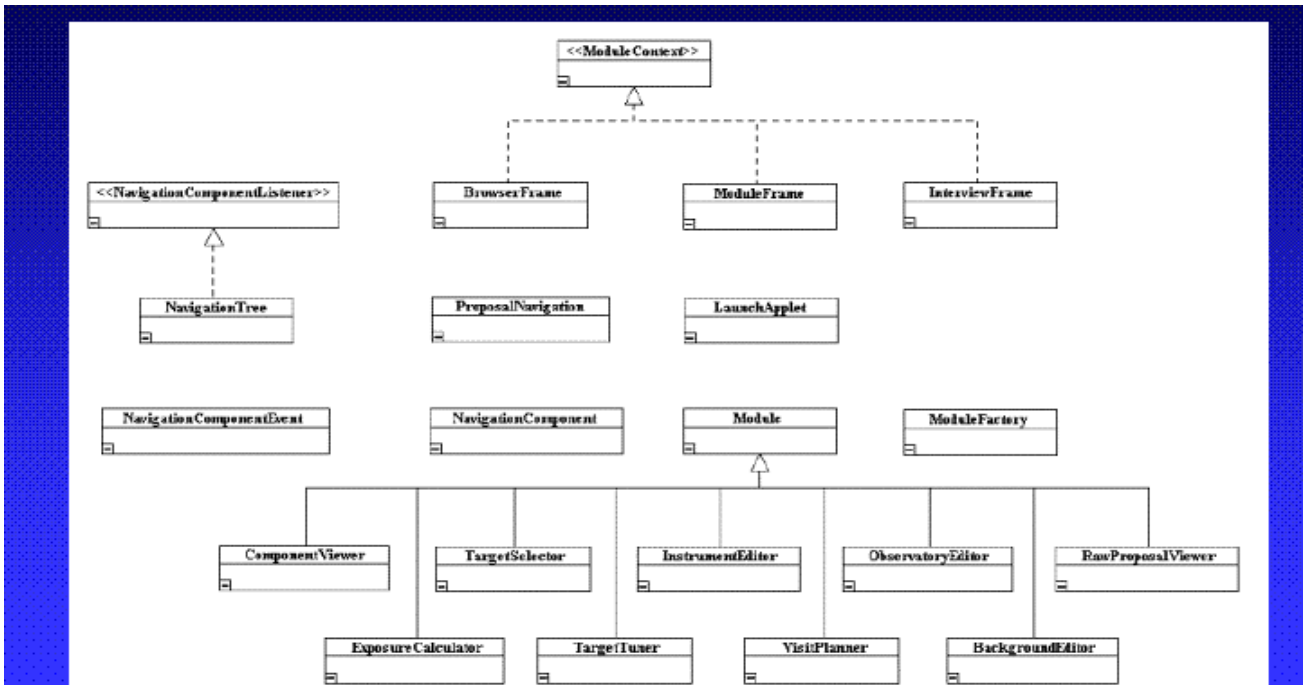 <<ModuleContext>>
<<NavigationComponentListener>>
BrowserFrame
ModuleFrame
InterviewFrame
NavigationTree
ProposalNavigation
LaunchApplet
NavigationComponentEvent
NavigationComponent
Module
ModuleFactory
ComponentViewer
TargetSelector
InstrumentEditor
ObservatoryEditor
RawProposalViewer
ExposureCalculator
TargetTuner
VisitPlanner
BackgroundEditor